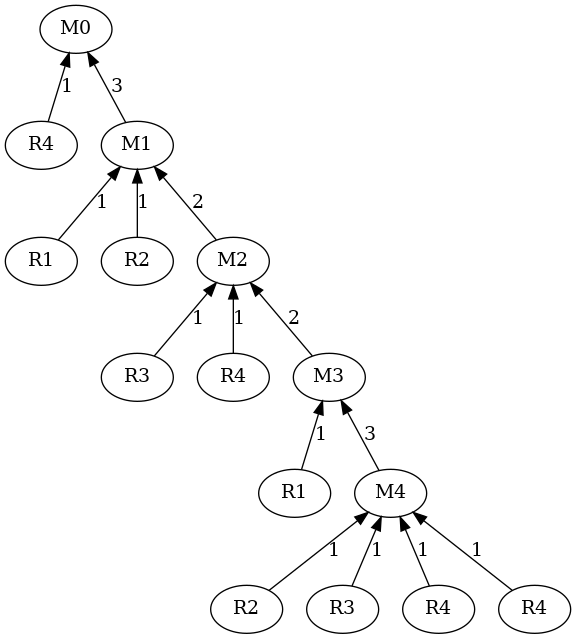 M0
1 3
R4 M1
1 1 2
R1 R2 M2
1 1 2
R3 R4 M3
1 3
R1 M4
1 1 1 1
R2 R3 R4 R4